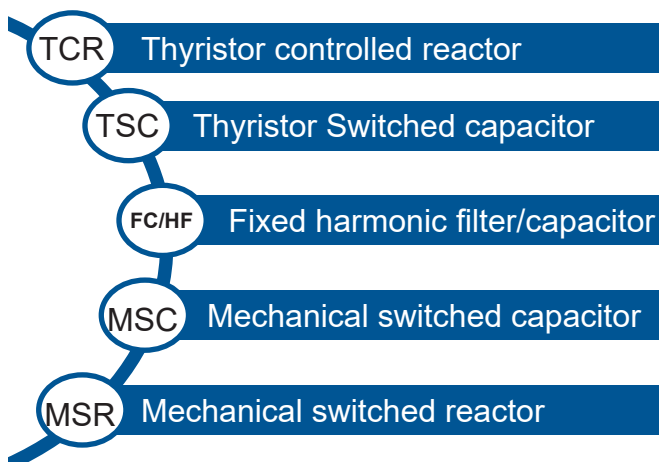 TCR Thyristor controlled reactor
TSC Thyristor Switched capacitor
FC/HF Fixed harmonic filter/capacitor
MSC Mechanical switched capacitor
MSR Mechanical switched reactor